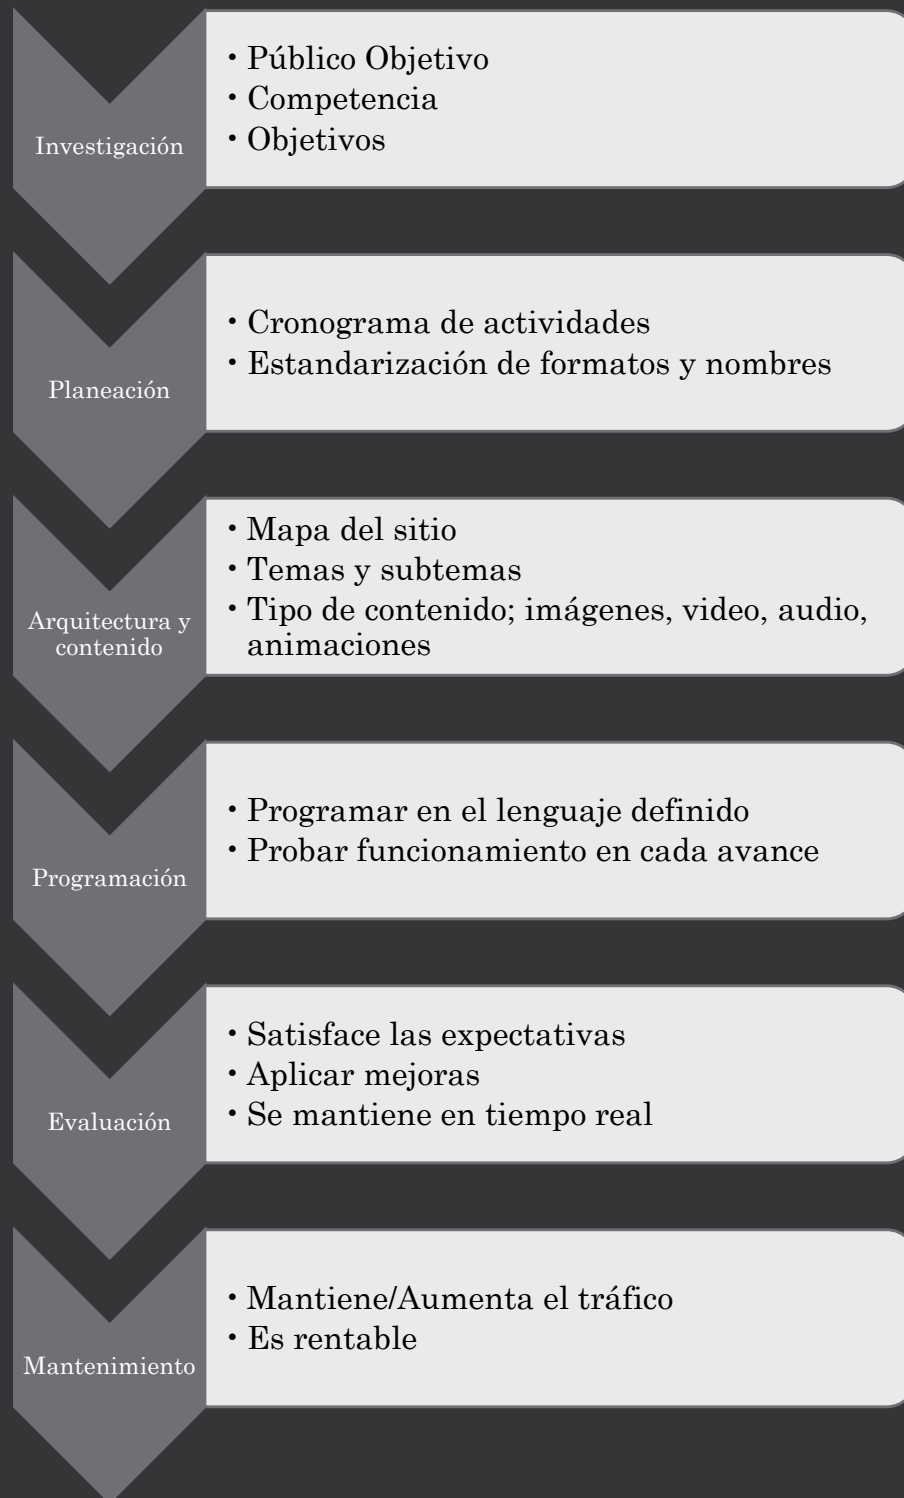 Investigación
• Público Objetivo
• Competencia
• Objetivos
Planeación
• Cronograma de actividades
• Estandarización de formatos y nombres
Arquitectura y
contenido
• Mapa del sitio
• Temas y subtemas
• Tipo de contenido; imágenes, video, audio,
animaciones
Programación
• Programar en el lenguaje definido
• Probar funcionamiento en cada avance
Evaluación
• Satisface las expectativas
• Aplicar mejoras
• Se mantiene en tiempo real
Mantenimiento
• Mantiene/Aumenta el tráfico
• Es rentable